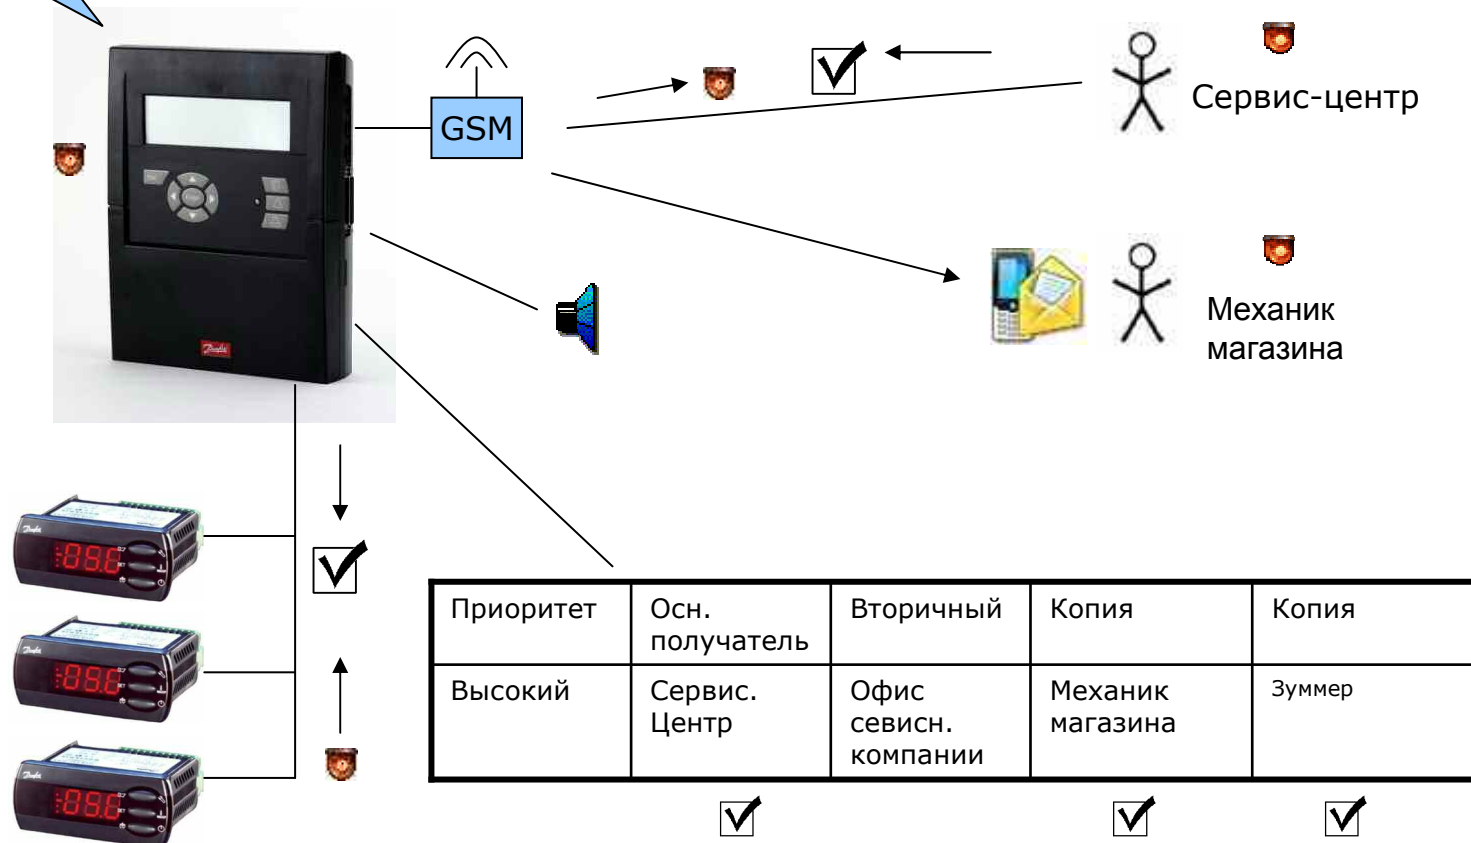 GSM
Сервис-центр
Механик
магазина
Danfoss
Приоритет
Осн.
получатель
Вторичный
Копия
Копия
Высокий
Сервис.
Центр
Офис
севисн.
компании
Механик
магазина
Зуммер